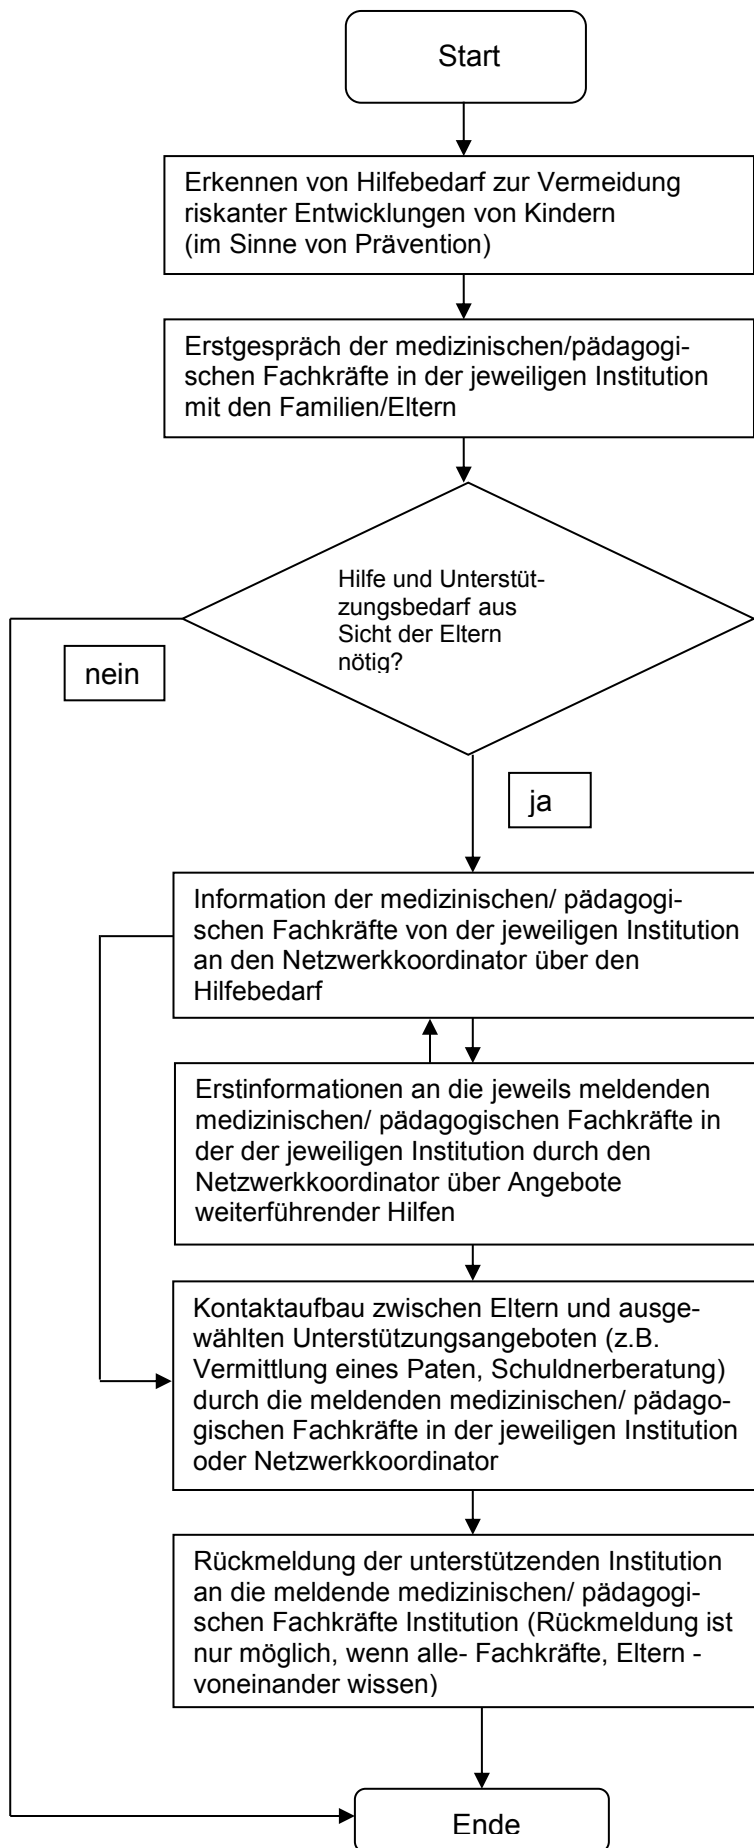 Start
Erkennen von Hilfebedarf zur Vermeidung
riskanter Entwicklungen von Kindern
(im Sinne von Prävention)
Erstgespräch der medizinischen/pädagogi-
schen Fachkräfte in der jeweiligen Institution
mit den Familien/Eltern
Hilfe und Unterstüt-
zungsbedarf aus
Sicht der Eltern
nötig?
nein
ja
Information der medizinischen/ pädagogi-
schen Fachkräfte von der jeweiligen Institution
an den Netzwerkkoordinator über den
Hilfebedarf
Erstinformationen an die jeweils meldenden
medizinischen/ pädagogischen Fachkräfte in
der der jeweiligen Institution durch den
Netzwerkkoordinator über Angebote
weiterführender Hilfen
Kontaktaufbau zwischen Eltern und ausge-
wählten Unterstützungsangeboten (z.B.
Vermittlung eines Paten, Schuldnerberatung)
durch die meldenden medizinischen/ pädago-
gischen Fachkräfte in der jeweiligen Institution
oder Netzwerkkoordinator
Rückmeldung der unterstützenden Institution
an die meldende medizinischen/ pädagogi-
schen Fachkräfte Institution (Rückmeldung ist
nur möglich, wenn alle- Fachkräfte, Eltern -
voneinander wissen)
Ende